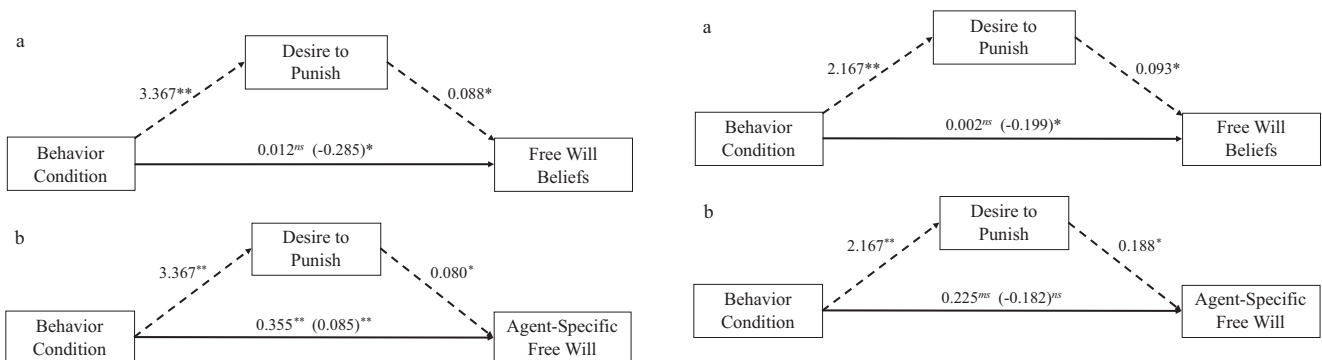 a
Desire to
Punish
3.367**
0.088*
Behavior
Condition
0.012ns (-0.285)*
Free Will
Beliefs
b
Desire to
Punish
3.367**
0.080*
Behavior
Condition
0.355** (0.085)**
Agent-Specific
Free Will
a
Desire to
Punish
2.167**
0.093*
Behavior
Condition
0.002ns (-0.199)*
Free Will
Beliefs
b
Desire to
Punish
2.167**
0.188*
Behavior
Condition
0.225ms (-0.182)ns
Agent-Specific
Free Will